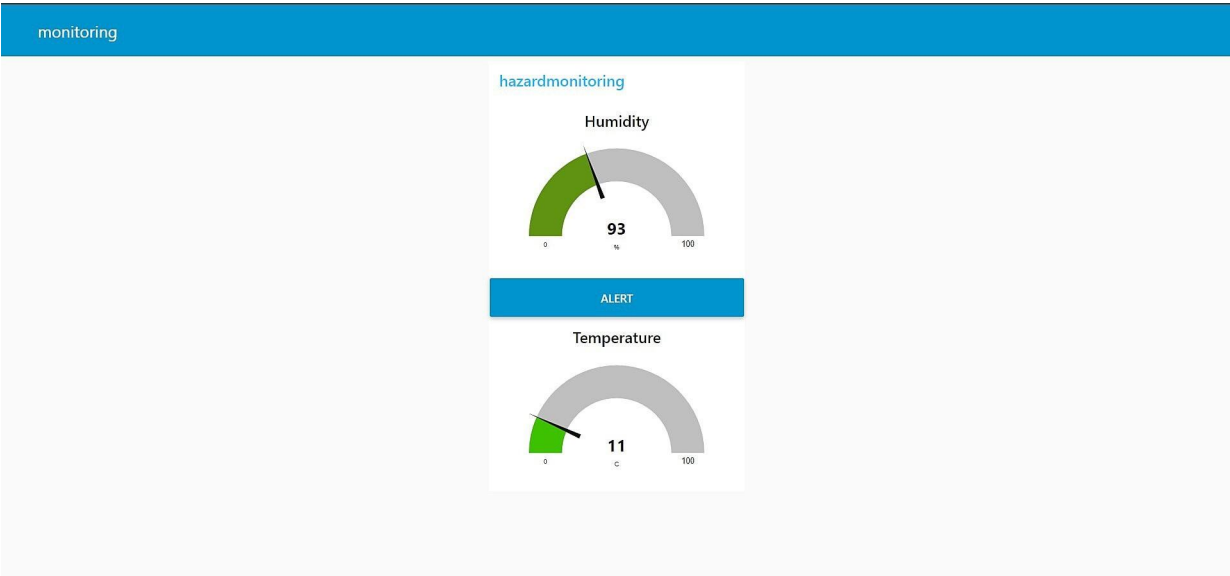 monitoring
hazardmonitoring
Humidity
93
%
0 100
ALERT
Temperature
11
C
0 100